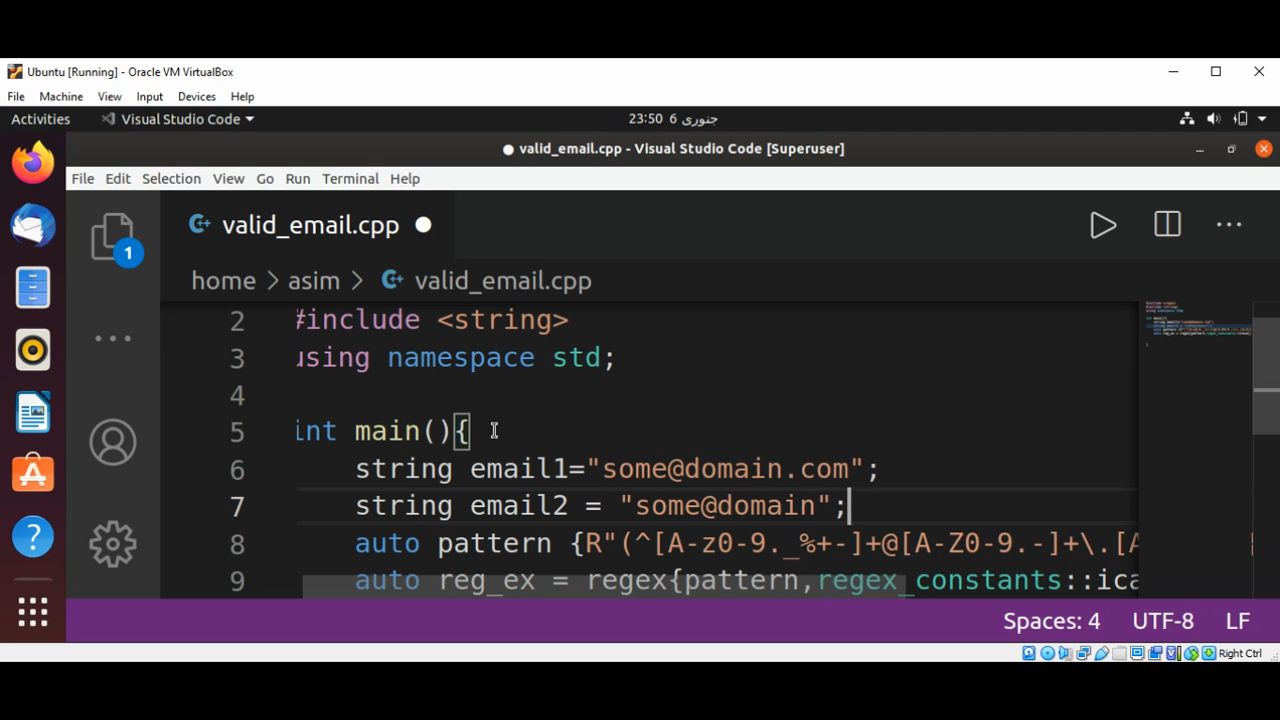 Ubuntu [Running] - Oracle VM VirtualBox
File Machine View Input Devices Help
Activities Visual Studio Code 23:50 6 جنوری
valid_email.cpp - Visual Studio Code [Superuser]
File Edit Selection View Go Run Terminal Help
valid_email.cpp
1
home > asim > valid_email.cpp
2 #include <string>
3 using namespace std;
4
5 int main(){
6 string email1="some@domain.com";
7 string email2 = "some@domain";
8 auto pattern {R"(^[A-z0-9._%+-]+@[A-Z0-9.-]+\.[A
9 auto reg_ex = regex{pattern,regex_constants::ica
Spaces: 4 UTF-8 LF
Right Ctrl